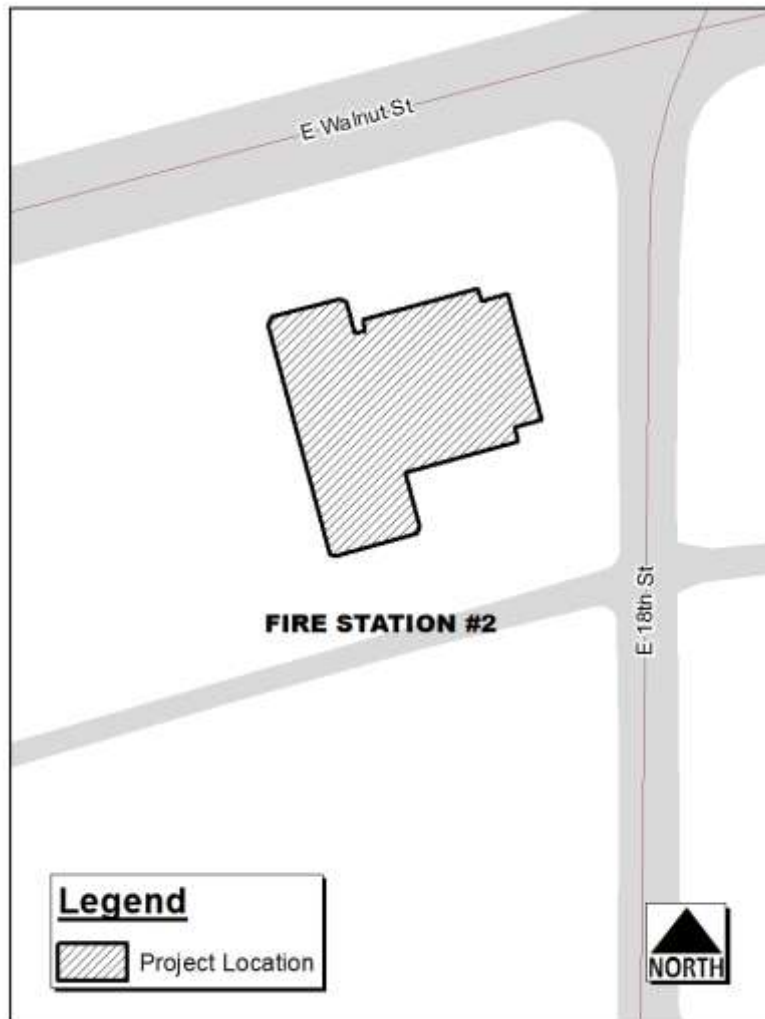 E Walnut St
FIRE STATION #2
E 18th St
Legend
Project Location
NORTH